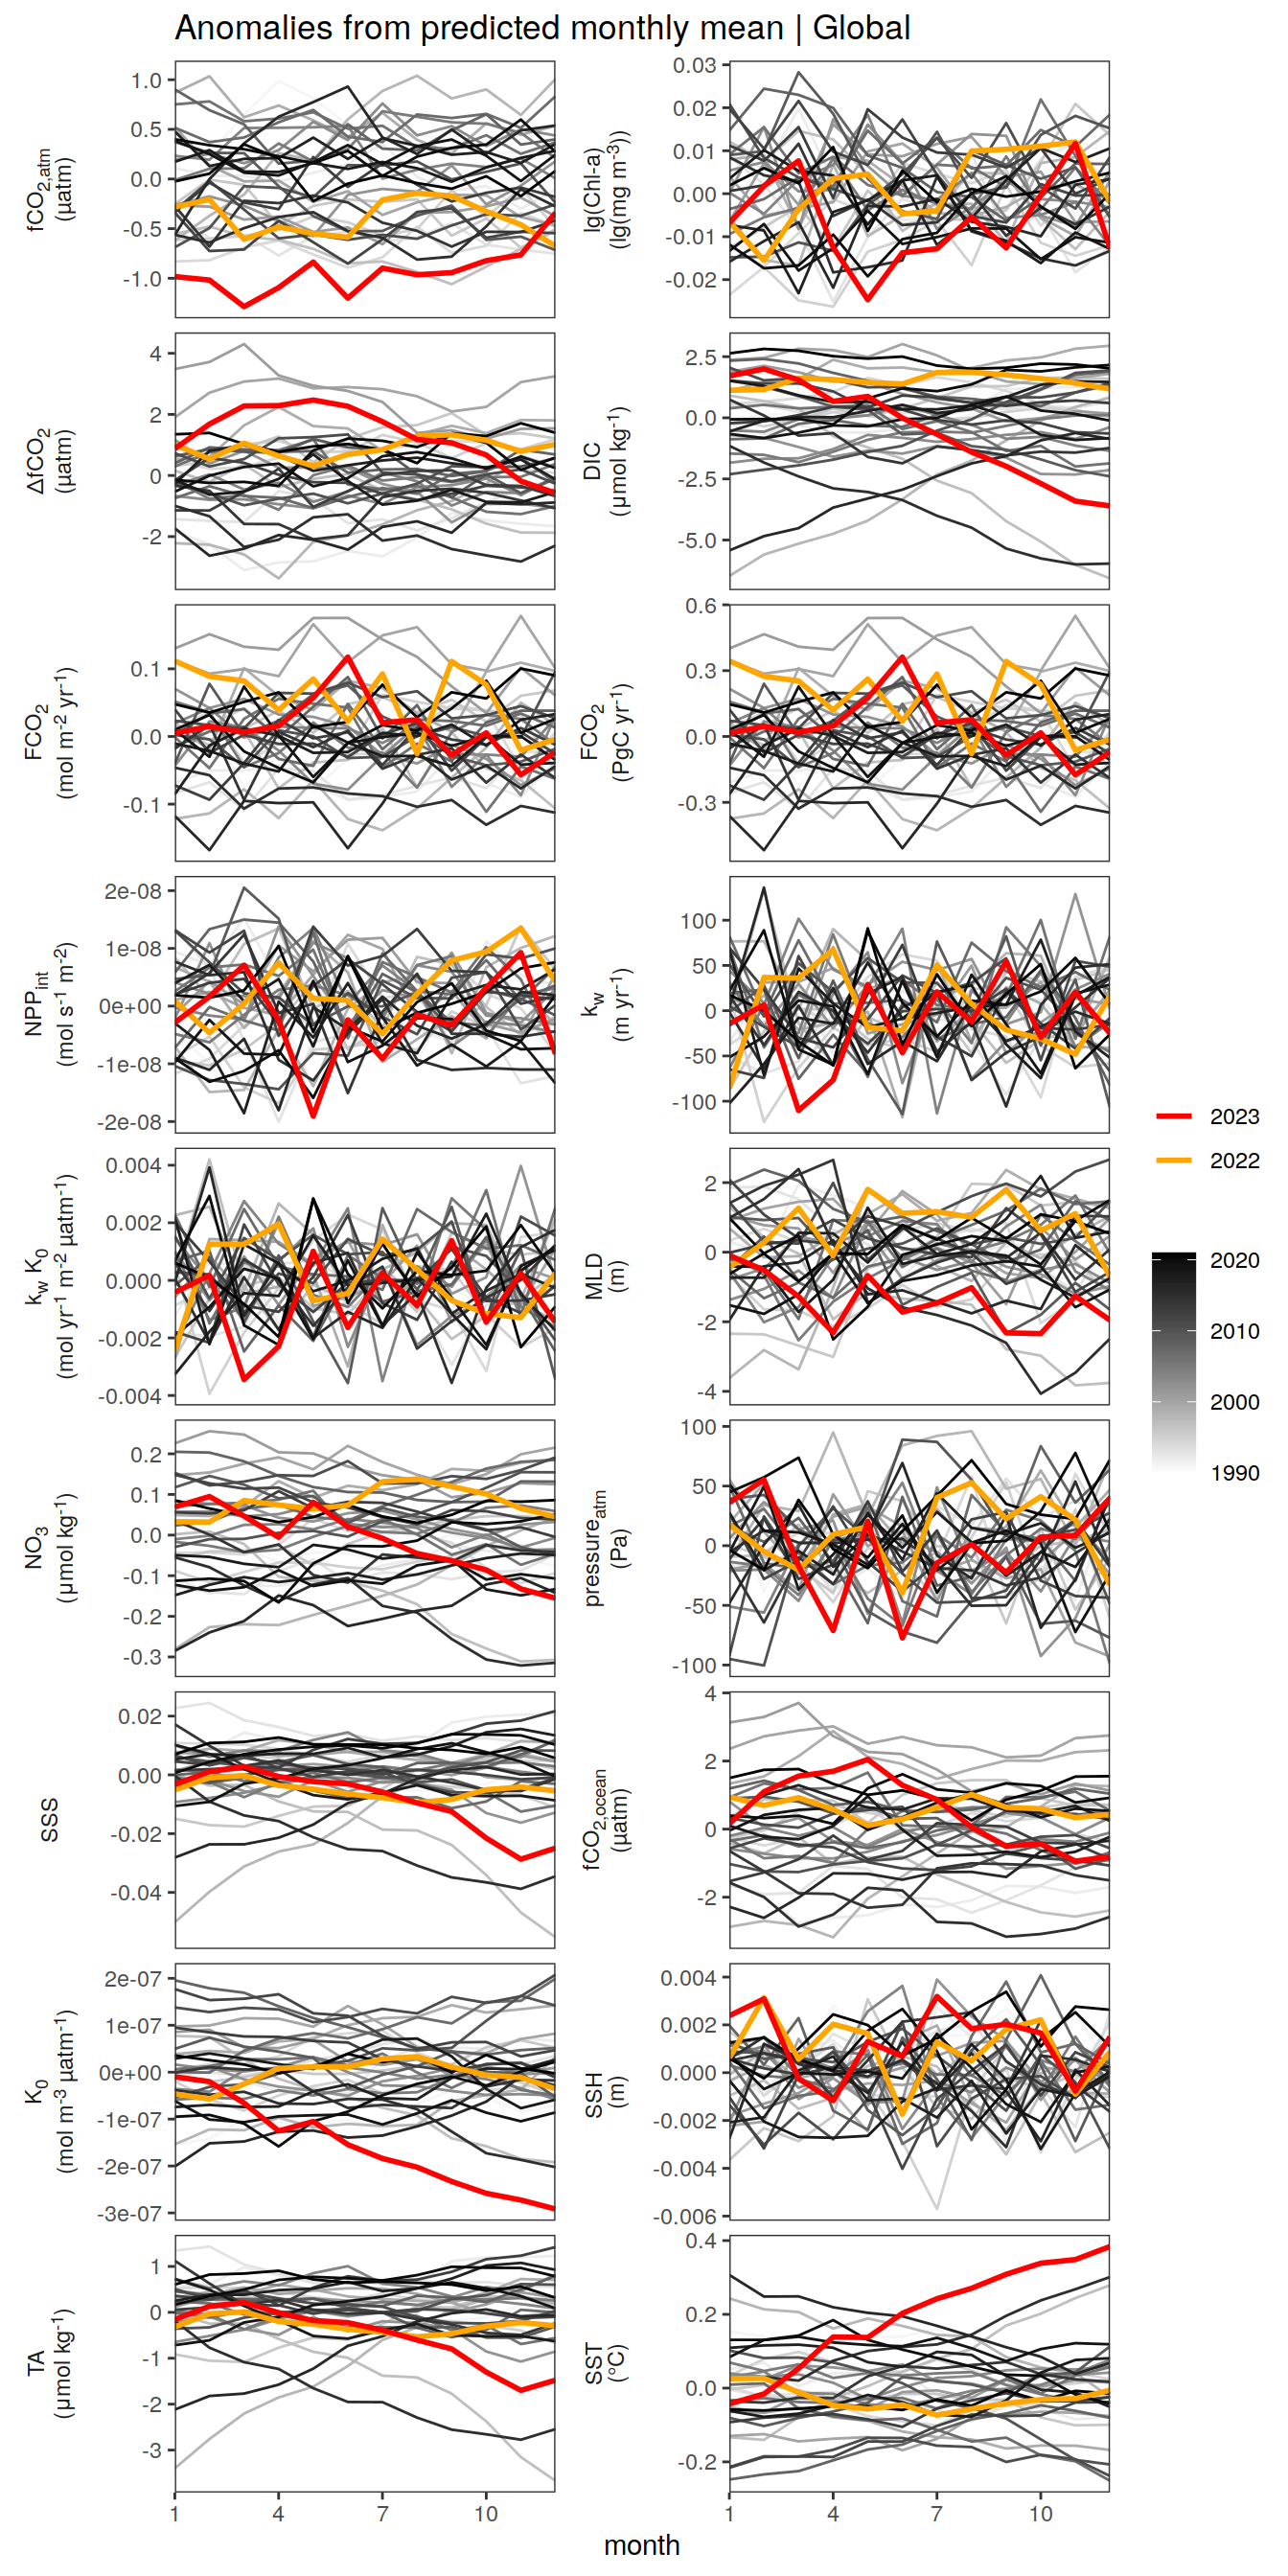 Anomalies from predicted monthly mean | Global
fCO2,atm
(µatm)
1.0
0.5
0.0
-0.5
-1.0
lg(Chl-a)
(lg(mg m-3))
0.03
0.02
0.01
0.00
-0.01
-0.02
ΔfCO2
(µatm)
4
2
0
-2
DIC
(µmol kg-1)
2.5
0.0
-2.5
-5.0
FCO2
(mol m-2 yr-1)
0.1
0.0
-0.1
FCO2
(PgC yr-1)
0.6
0.3
0.0
-0.3
NPPint
(mol s-1 m-2)
2e-08
1e-08
0e+00
-1e-08
-2e-08
kw
(m yr-1)
100
50
0
-50
-100
kw K0
(mol yr-1 m-2 µatm-1)
0.004
0.002
0.000
-0.002
-0.004
MLD
(m)
2
0
-2
-4
NO3
(µmol kg-1)
0.2
0.1
0.0
-0.1
-0.2
-0.3
pressureatm
(Pa)
100
50
0
-50
-100
SSS
0.02
0.00
-0.02
-0.04
fCO2,ocean
(µatm)
4
2
0
-2
K0
(mol m-3 µatm-1)
2e-07
1e-07
0e+00
-1e-07
-2e-07
-3e-07
SSH
(m)
0.004
0.002
0.000
-0.002
-0.004
-0.006
TA
(µmol kg-1)
1
0
-1
-2
-3
SST
(°C)
0.4
0.2
0.0
-0.2
1 4 7 10
1 4 7 10
month
2023
2022
2020
2010
2000
1990